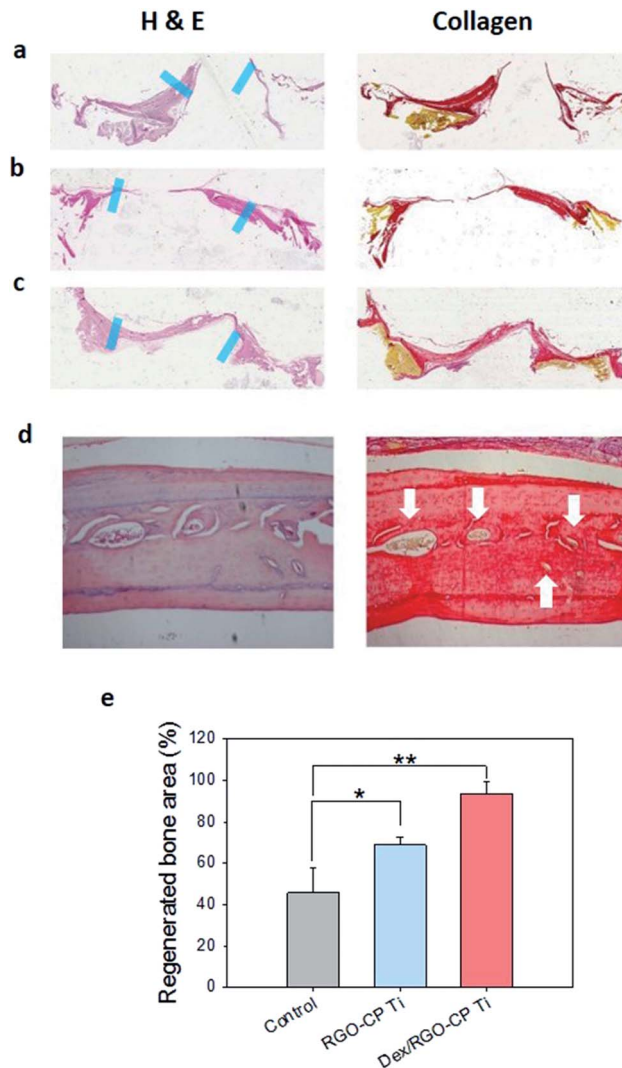 H & E Collagen
a
b
c
d
e
Regenerated bone area (%)
120
100
80
60
40
20
0
*
**
Control
RGO-CP Ti
Dex/RGO-CP Ti